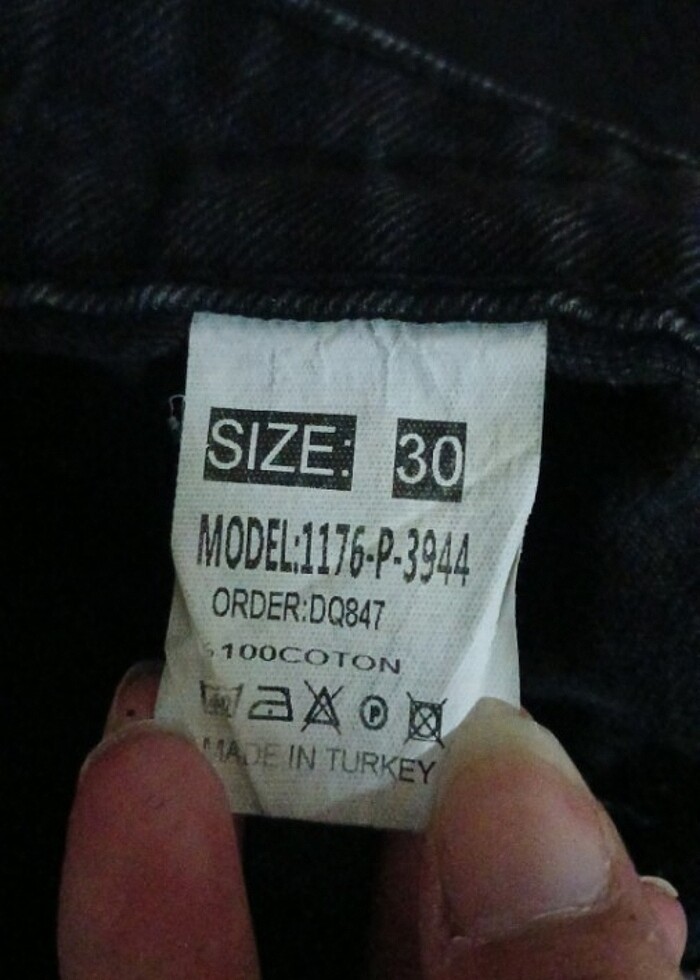 SIZE: 30
MODEL:1176-P-3944
ORDER:DQ847
%100COTON
P
MADE IN TURKEY